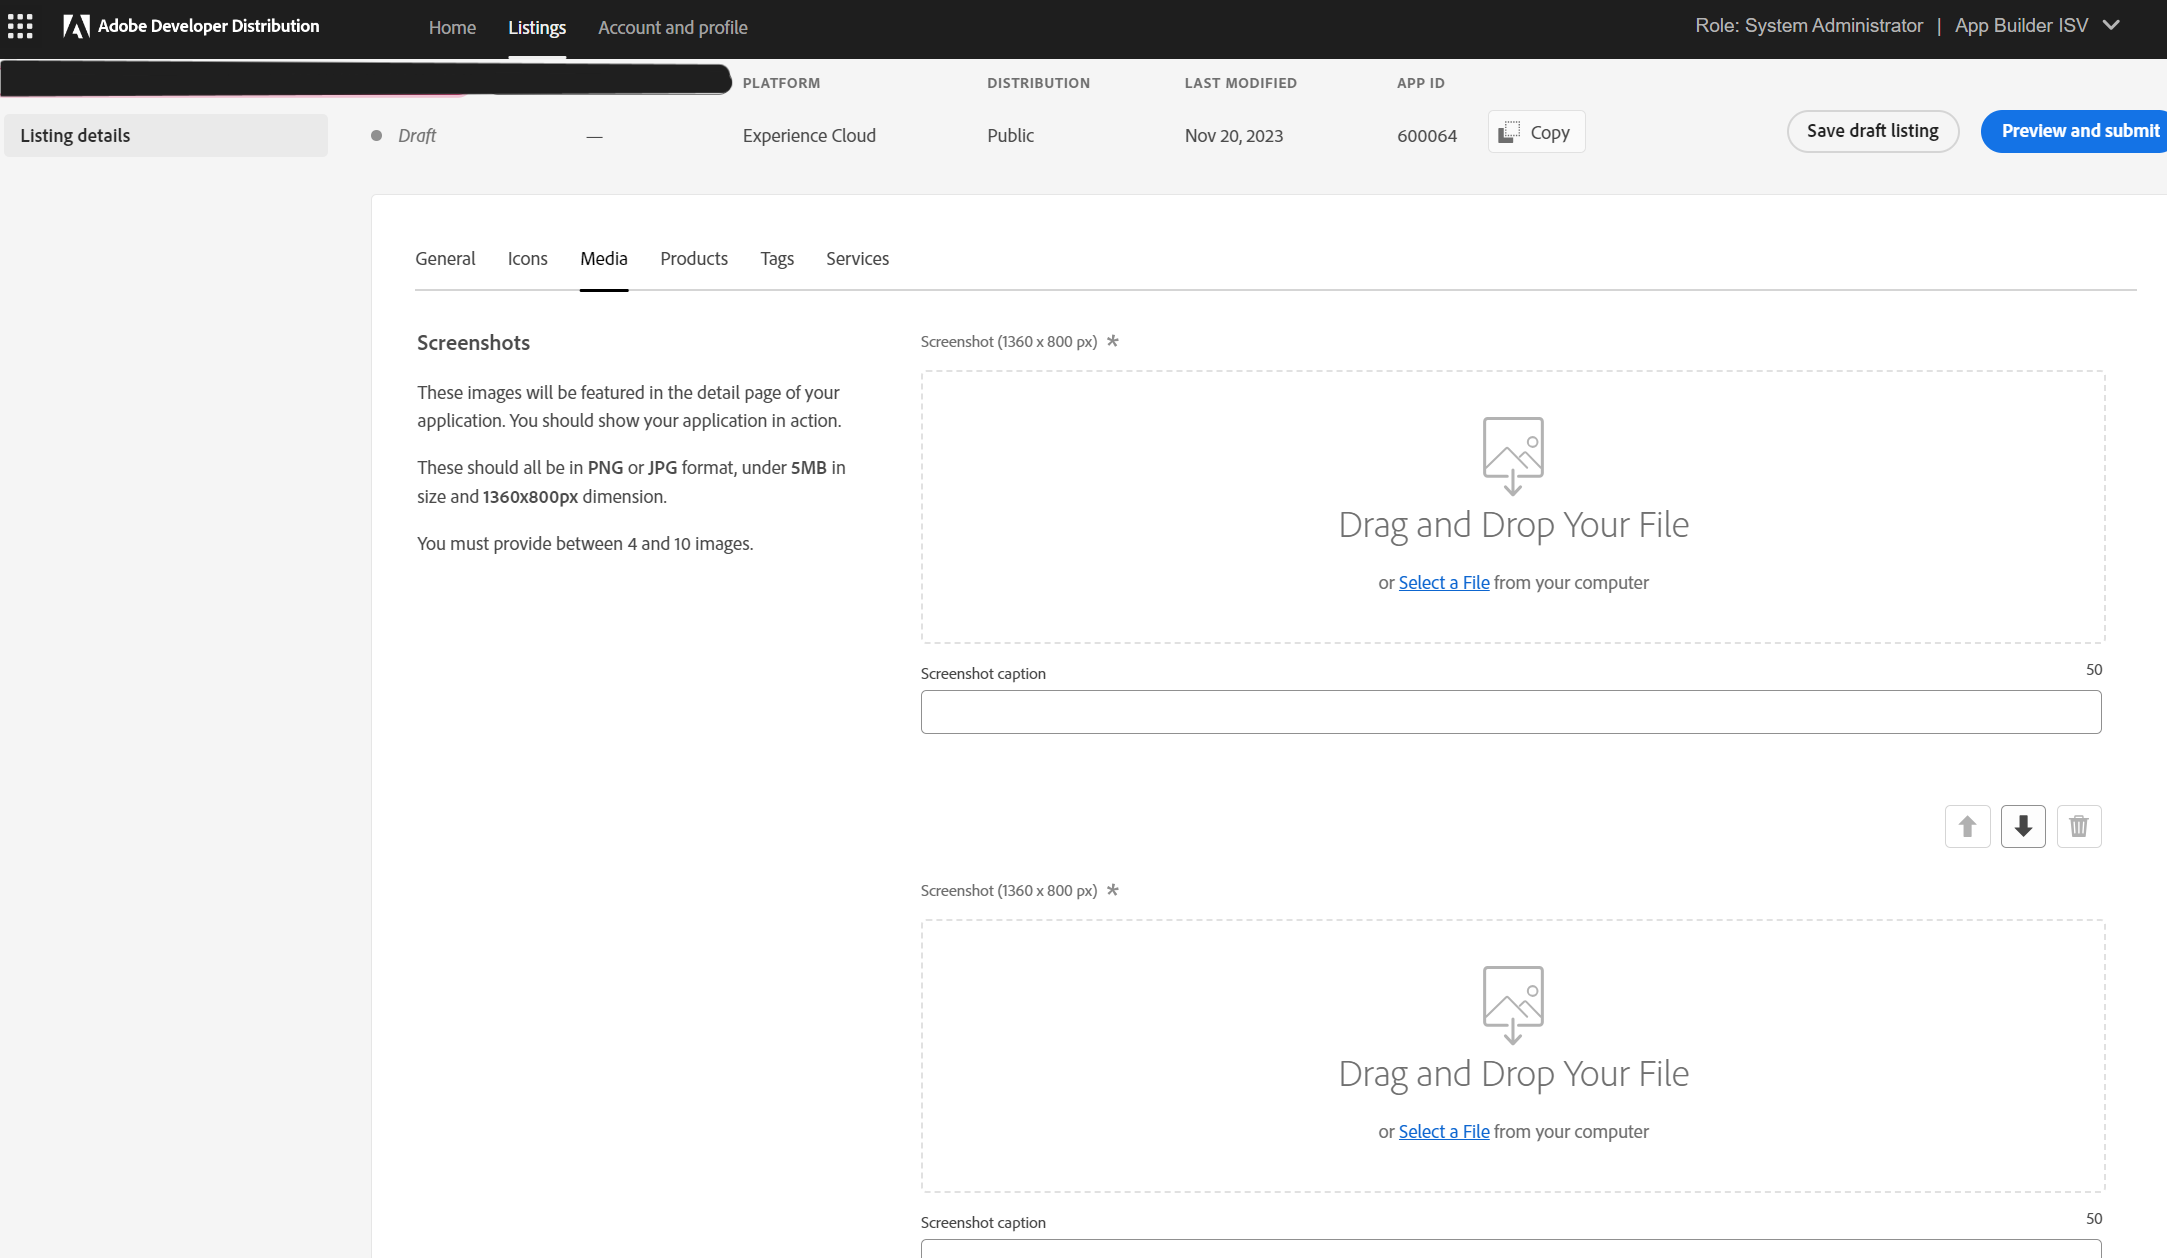 Adobe Developer Distribution
Home
Listings
Account and profile
Role: System Administrator | App Builder ISV
PLATFORM
DISTRIBUTION
LAST MODIFIED
APP ID
Listing details
Draft
—
Experience Cloud
Public
Nov 20, 2023
600064
Copy
Save draft listing
Preview and submit
General
Icons
Media
Products
Tags
Services
Screenshots
These images will be featured in the detail page of your
application. You should show your application in action.
These should all be in PNG or JPG format, under 5MB in
size and 1360x800px dimension.
You must provide between 4 and 10 images.
Screenshot (1360 x 800 px) *
Drag and Drop Your File
or Select a File from your computer
Screenshot caption
50
Screenshot (1360 x 800 px) *
Drag and Drop Your File
or Select a File from your computer
Screenshot caption
50